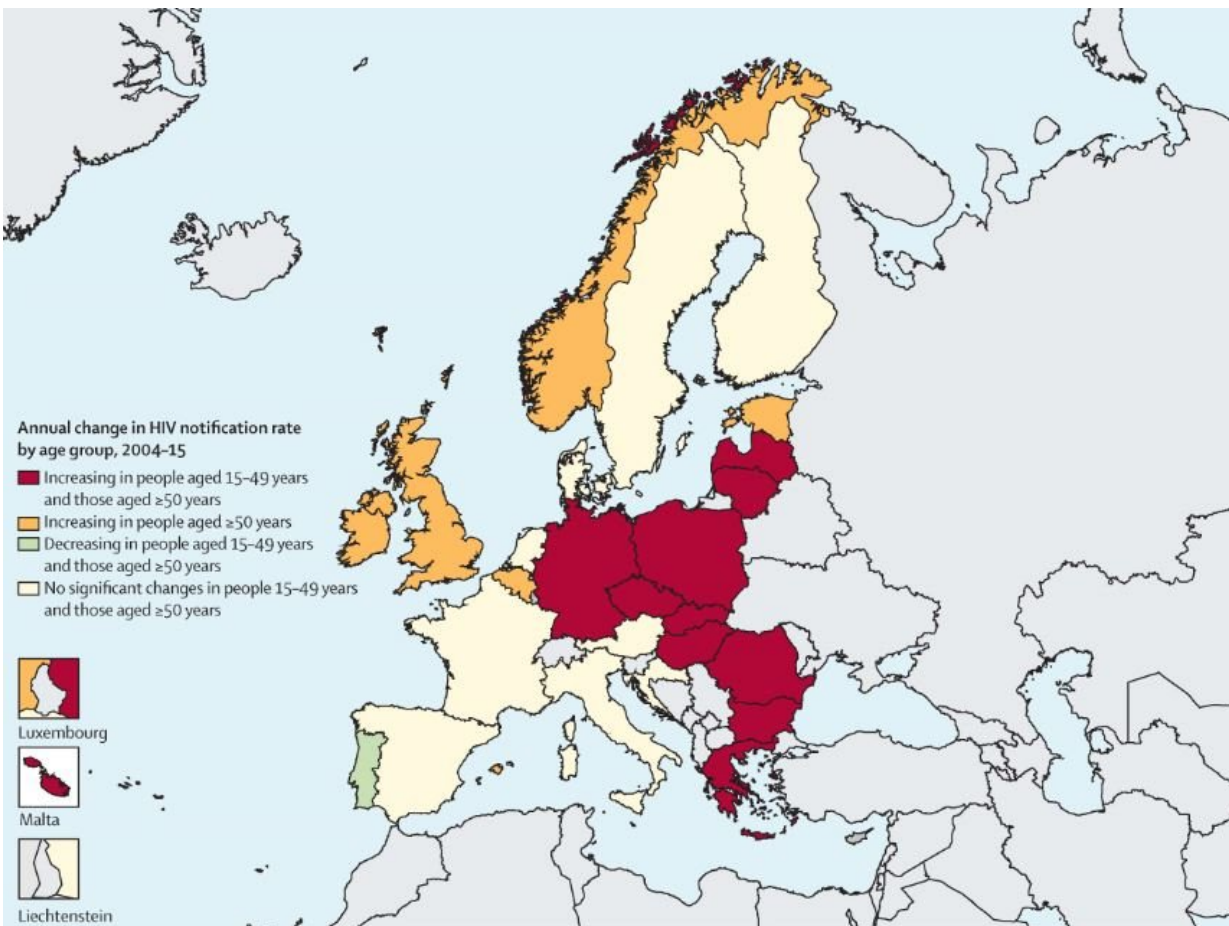 Annual change in HIV notification rate
by age group, 2004–15
Increasing in people aged 15–49 years
and those aged ≥50 years
Increasing in people aged ≥50 years
Decreasing in people aged 15–49 years
and those aged ≥50 years
No significant changes in people 15–49 years
and those aged ≥50 years
Luxembourg
Malta
Liechtenstein